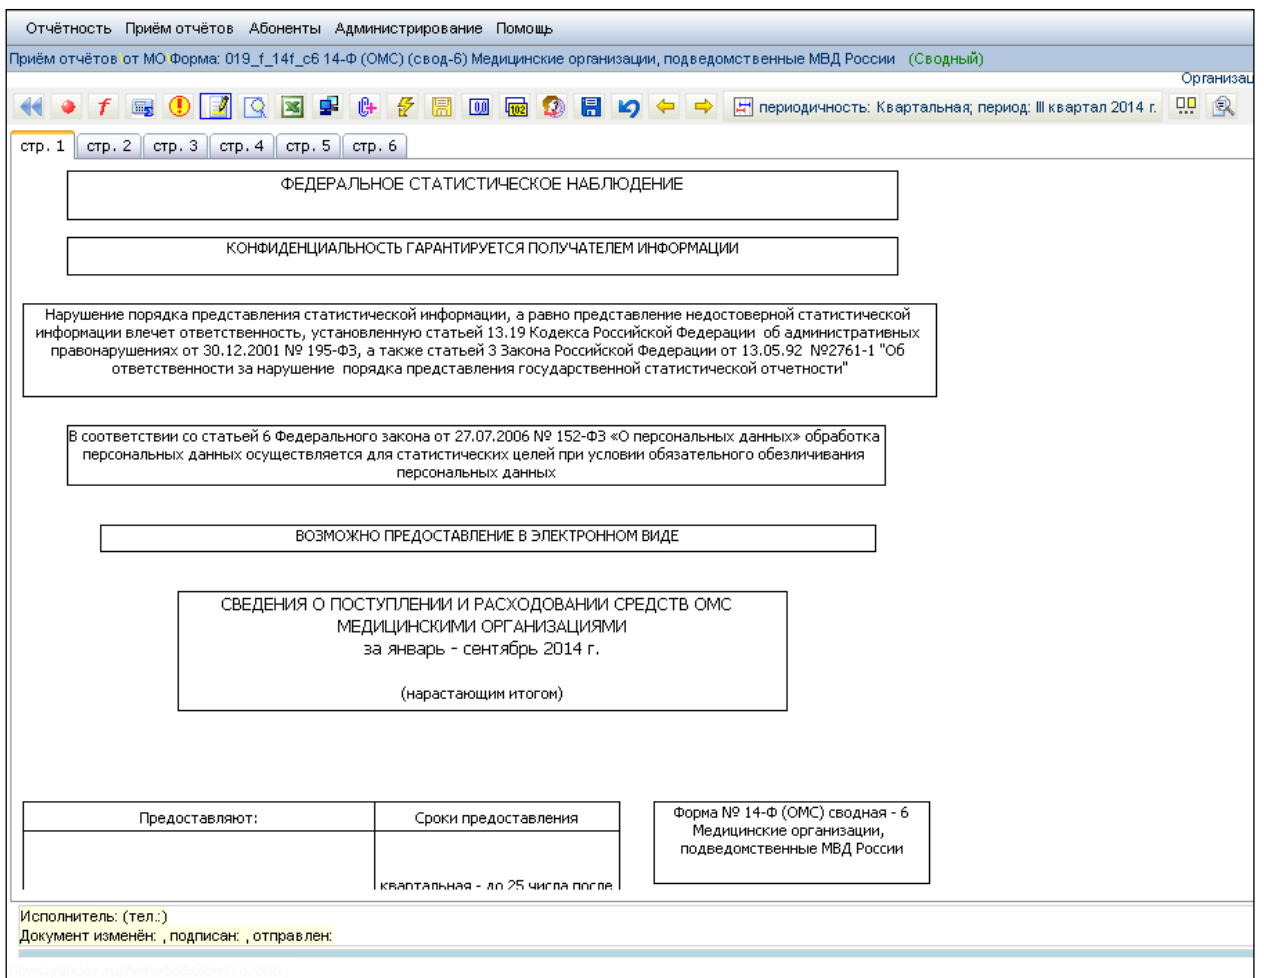 Отчётность Приём отчётов Абоненты Администрирование Помощь
Приём отчётов от МО Форма: 019_f_14f_c6 14-Ф (ОМС) (свод-6) Медицинские организации, подведомственные МВД России (Сводный)
Организац
периодичность: Квартальная; период: III квартал 2014 г.
стр. 1 стр. 2 стр. 3 стр. 4 стр. 5 стр. 6
ФЕДЕРАЛЬНОЕ СТАТИСТИЧЕСКОЕ НАБЛЮДЕНИЕ
КОНФИДЕНЦИАЛЬНОСТЬ ГАРАНТИРУЕТСЯ ПОЛУЧАТЕЛЕМ ИНФОРМАЦИИ
Нарушение порядка представления статистической информации, а равно представление недостоверной статистической
информации влечет ответственность, установленную статьей 13.19 Кодекса Российской Федерации об административных
правонарушениях от 30.12.2001 № 195-ФЗ, а также статьей 3 Закона Российской Федерации от 13.05.92 №2761-1 "Об
ответственности за нарушение порядка представления государственной статистической отчетности"
В соответствии со статьей 6 Федерального закона от 27.07.2006 № 152-ФЗ «О персональных данных» обработка
персональных данных осуществляется для статистических целей при условии обязательного обезличивания
персональных данных
ВОЗМОЖНО ПРЕДОСТАВЛЕНИЕ В ЭЛЕКТРОННОМ ВИДЕ
СВЕДЕНИЯ О ПОСТУПЛЕНИИ И РАСХОДОВАНИИ СРЕДСТВ ОМС
МЕДИЦИНСКИМИ ОРГАНИЗАЦИЯМИ
за январь - сентябрь 2014 г.
(нарастающим итогом)
Предоставляют: Сроки предоставления
квартальная - до 25 числа после
Форма № 14-Ф (ОМС) сводная - 6
Медицинские организации,
подведомственные МВД России
Исполнитель: (тел.:)
Документ изменён: , подписан: , отправлен: